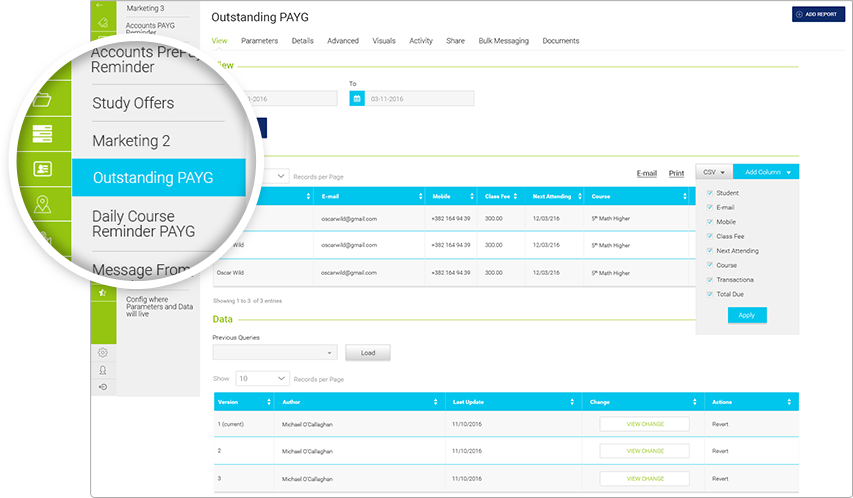 Marketing 3
Accounts PAYG
Reminder
Accounts PrePay
Reminder
Study Offers
Marketing 2
Outstanding PAYG
Daily Course
Reminder PAYG
Message From
Config where
Parameters and Data
will live
Outstanding PAYG
ADD REPORT
View Parameters Details Advanced Visuals Activity Share Bulk Messaging Documents
View
To
-2016 03-11-2016
Records per Page E-mail Print CSV Add Column
E-mail Mobile Class Fee Next Attending Course
oscarwild@gmail.com +382 164 94 39 300.00 12/03/216 5th Math Higher
Wild oscarwild@gmail.com +382 164 94 39 300.00 12/03/216 5th Math Higher
Oscar Wild oscarwild@gmail.com +382 164 94 39 300.00 12/03/216 5th Math Higher
Student
E-mail
Mobile
Class Fee
Next Attending
Course
Transactiona
Total Due
Apply
Showing 1 to 3 of 3 entries
Data
Previous Queries
Load
Show 10 Records per Page
Version Author Last Update Change Actions
1 (current) Michael O'Callaghan 11/10/2016 VIEW CHANGE Revert
2 Michael O'Callaghan 11/10/2016 VIEW CHANGE Revert
3 Michael O'Callaghan 11/10/2016 VIEW CHANGE Revert